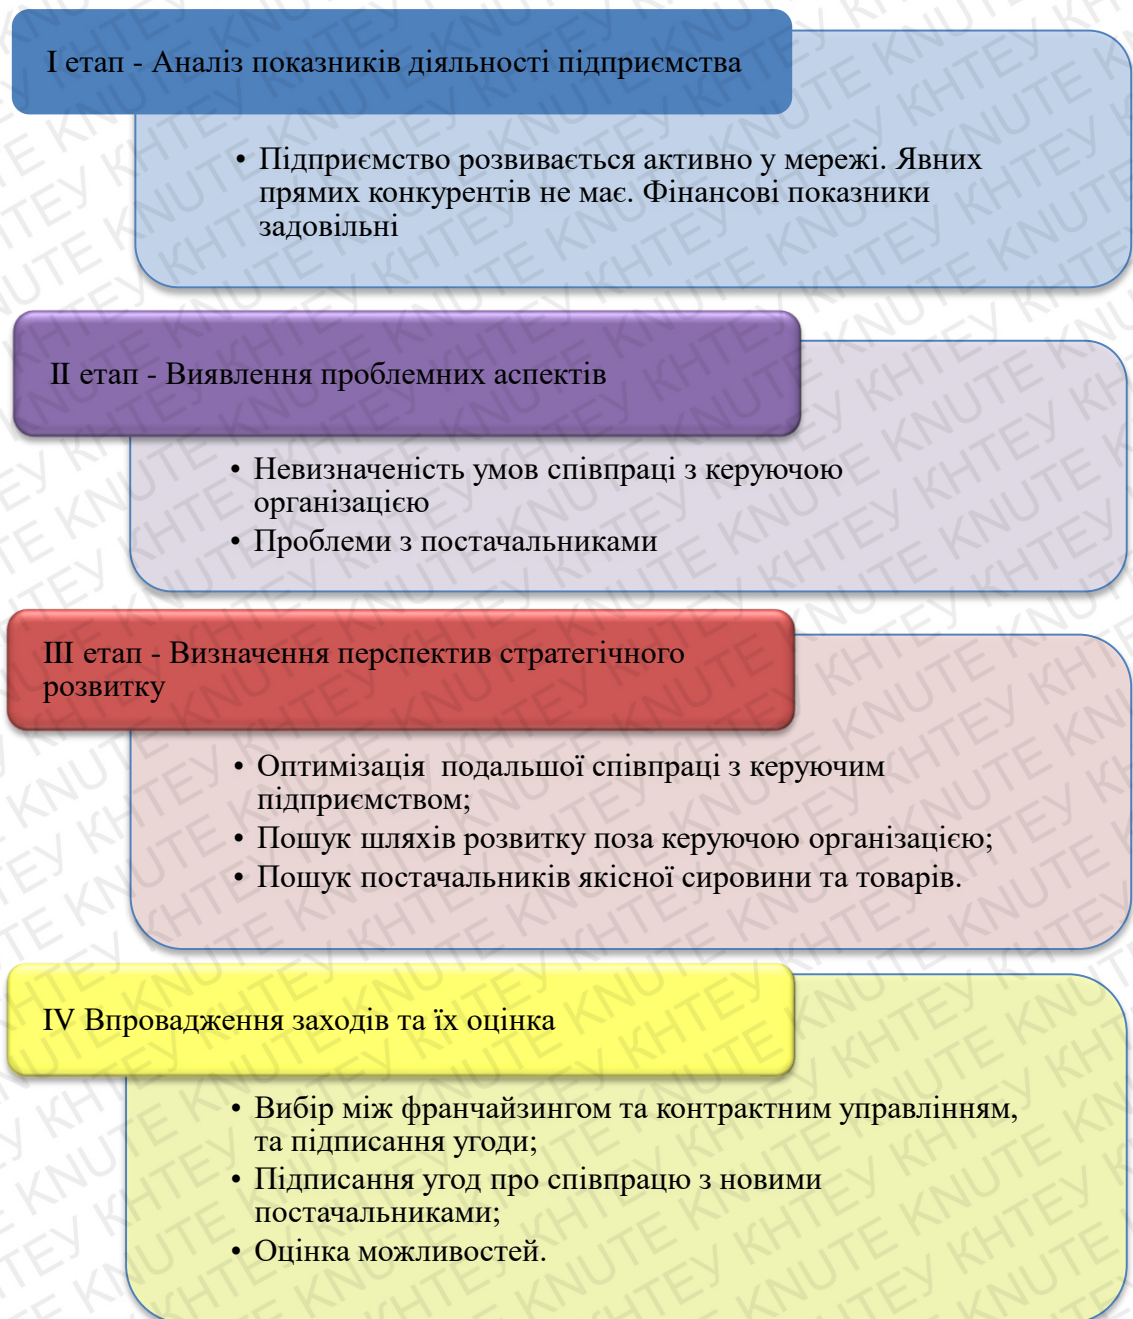 І етап - Аналіз показників діяльності підприємства
• Підприємство розвивається активно у мережі. Явних
прямих конкурентів не має. Фінансові показники
задовільні
ІІ етап - Виявлення проблемних аспектів
• Невизначеність умов співпраці з керуючою
організацією
• Проблеми з постачальниками
ІІІ етап - Визначення перспектив стратегічного
розвитку
• Оптимізація  подальшої співпраці з керуючим
підприємством;
• Пошук шляхів розвитку поза керуючою організацією;
• Пошук постачальників якісної сировини та товарів.
IV Впровадження заходів та їх оцінка
• Вибір між франчайзингом та контрактним управлінням,
та підписання угоди;
• Підписання угод про співпрацю з новими
постачальниками;
• Оцінка можливостей.